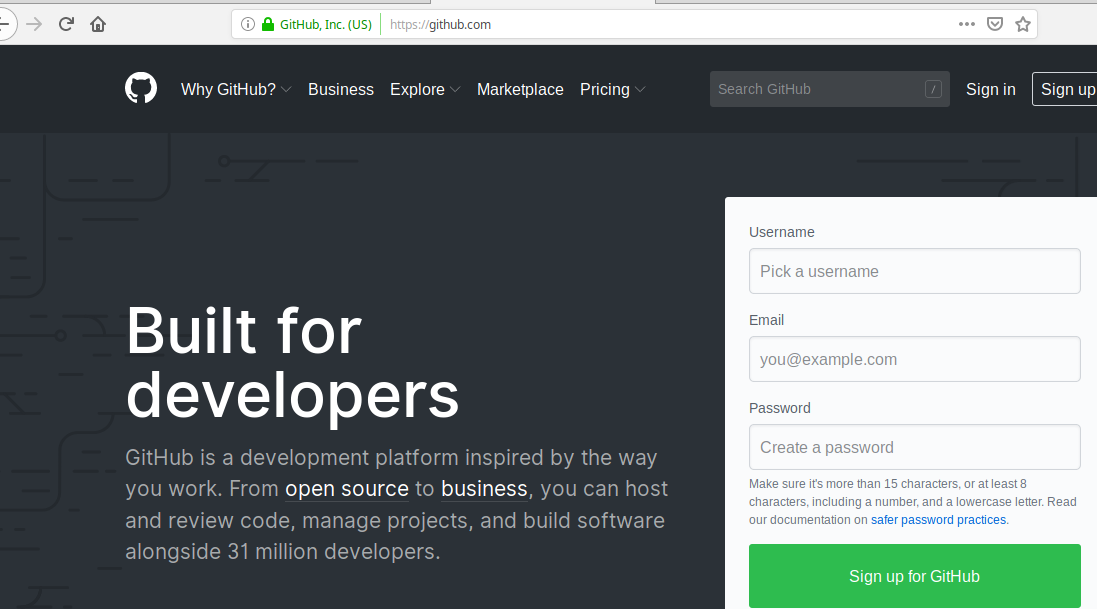 GitHub, Inc. (US) https://github.com
Why GitHub? Business Explore Marketplace Pricing Search GitHub / Sign in Sign up
Built for
developers
GitHub is a development platform inspired by the way
you work. From open source to business, you can host
and review code, manage projects, and build software
alongside 31 million developers.
Username
Pick a username
Email
you@example.com
Password
Create a password
Make sure it's more than 15 characters, or at least 8
characters, including a number, and a lowercase letter. Read
our documentation on safer password practices.
Sign up for GitHub